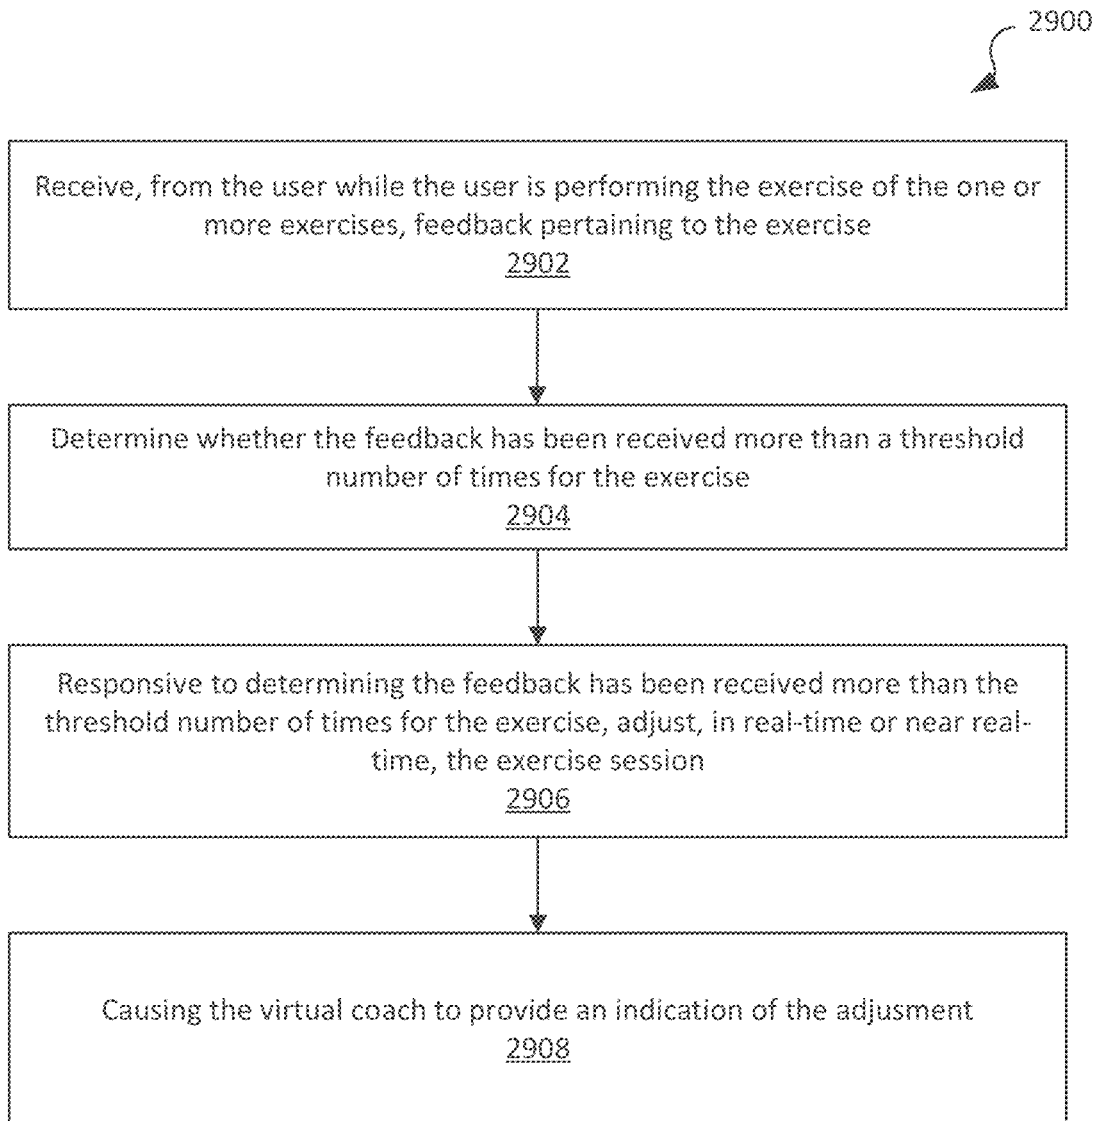 2900
Receive, from the user while the user is performing the exercise of the one or
more exercises, feedback pertaining to the exercise
2902
Determine whether the feedback has been received more than a threshold
number of times for the exercise
2904
Responsive to determining the feedback has been received more than the
threshold number of times for the exercise, adjust, in real-time or near real-
time, the exercise session
2906
Causing the virtual coach to provide an indication of the adjusment
2908